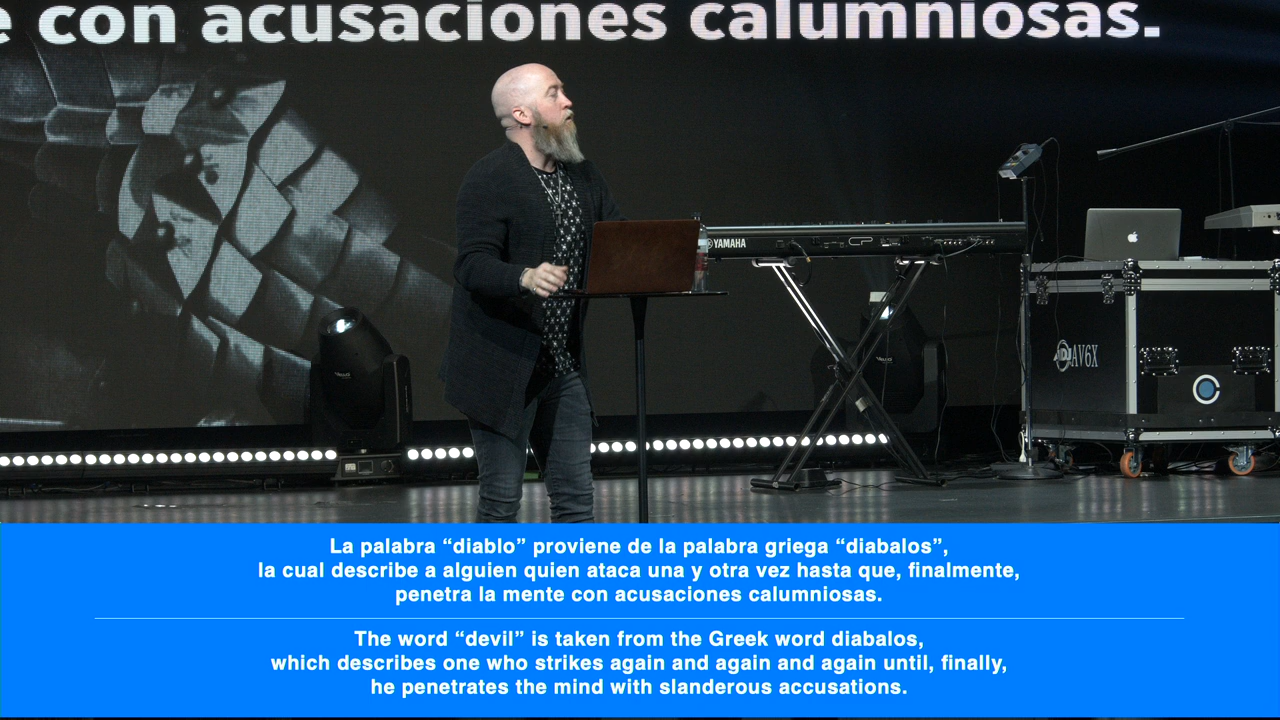 e con acusaciones calumniosas.
YAMAHA
CP
AV6X
La palabra “diablo” proviene de la palabra griega “diabalos”,
la cual describe a alguien quien ataca una y otra vez hasta que, finalmente,
penetra la mente con acusaciones calumniosas.
The word “devil” is taken from the Greek word diabalos,
which describes one who strikes again and again and again until, finally,
he penetrates the mind with slanderous accusations.